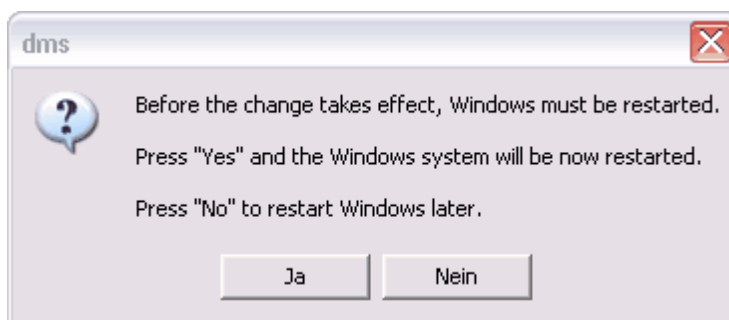 dms
Before the change takes effect, Windows must be restarted.
Press "Yes" and the Windows system will be now restarted.
Press "No" to restart Windows later.
Ja
Nein